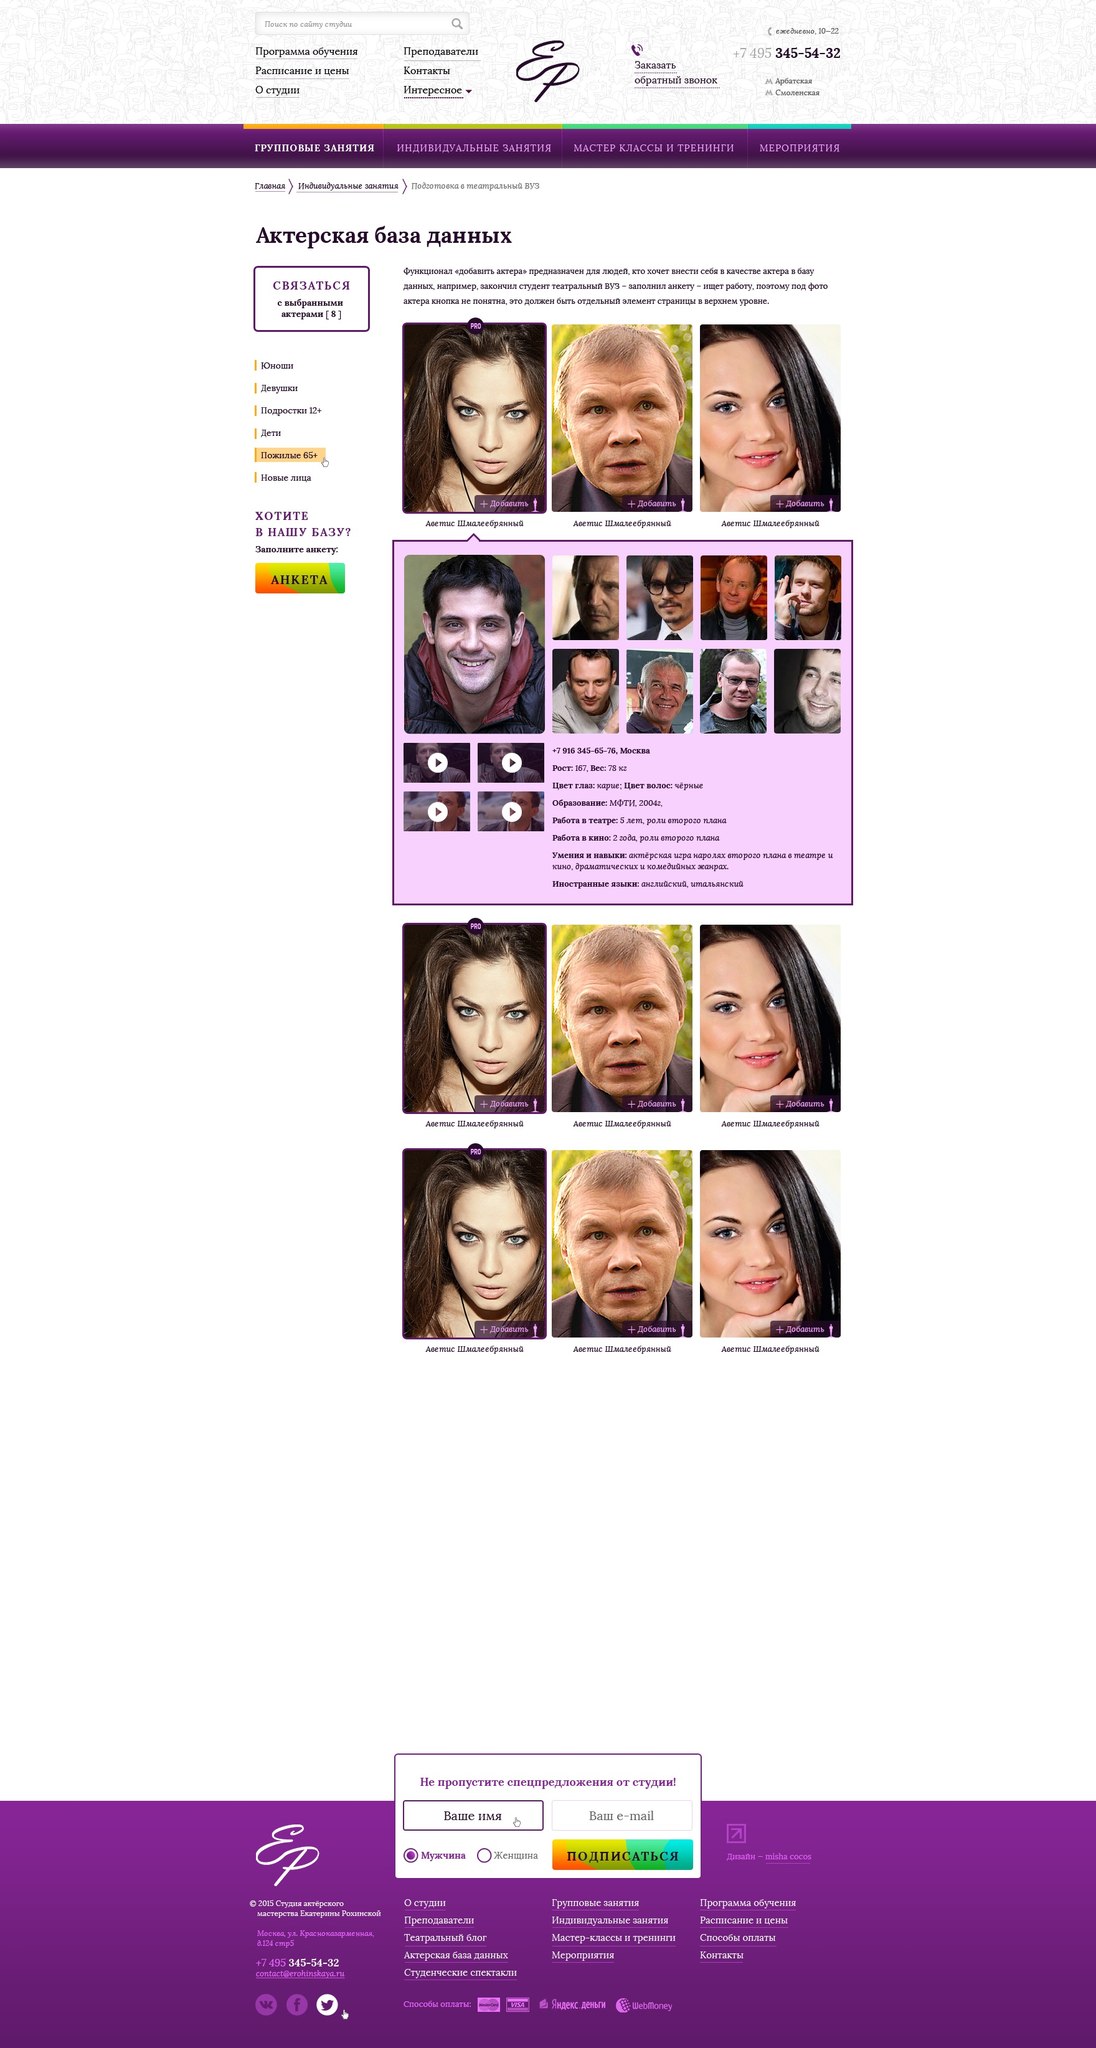 Поиск по сайту студии
Программа обучения
Расписание и цены
О студии
Преподаватели
Контакты
Интересное
ЕР
Заказать
обратный звонок
ежедневно, 10—22
+7 495 345-54-32
Арбатская
Смоленская
ГРУППОВЫЕ ЗАНЯТИЯ
ИНДИВИДУАЛЬНЫЕ ЗАНЯТИЯ
МАСТЕР КЛАССЫ И ТРЕНИНГИ
МЕРОПРИЯТИЯ
Главная
Индивидуальные занятия
Подготовка в театральный ВУЗ
Актерская база данных
СВЯЗАТЬСЯ
с выбранными
актерами [ 8 ]
Юноши
Девушки
Подростки 12+
Дети
Пожилые 65+
Новые лица
ХОТИТЕ
В НАШУ БАЗУ?
Заполните анкету:
АНКЕТА
Функционал «добавить актера» предназначен для людей, кто хочет внести себя в качестве актера в базу
данных, например, закончил студент театральный ВУЗ – заполнил анкету – ищет работу, поэтому под фото
актера кнопка не понятна, это должен быть отдельный элемент страницы в верхнем уровне.
PRO
+ Добавить
+ Добавить
+ Добавить
Аветис Шмалеебрянный
Аветис Шмалеебрянный
Аветис Шмалеебрянный
+7 916 345-65-76, Москва
Рост: 167, Вес: 78 кг
Цвет глаз: карие; Цвет волос: чёрные
Образование: МФТИ, 2004г,
Работа в театре: 5 лет, роли второго плана
Работа в кино: 2 года, роли второго плана
Умения и навыки: актёрская игра наролях второго плана в театре и
кино, драматических и комедийных жанрах.
Иностранные языки: английский, итальянский
PRO
+ Добавить
+ Добавить
+ Добавить
Аветис Шмалеебрянный
Аветис Шмалеебрянный
Аветис Шмалеебрянный
PRO
+ Добавить
+ Добавить
+ Добавить
Аветис Шмалеебрянный
Аветис Шмалеебрянный
Аветис Шмалеебрянный
Не пропустите спецпредложения от студии!
Ваше имя
Ваш e-mail
Мужчина
Женщина
ПОДПИСАТЬСЯ
ЕР
© 2015 Студия актёрского
мастерства Екатерины Рохинской
Москва, ул. Красноказарменная,
д.124 стр5
+7 495 345-54-32
contact@erohinskaya.ru
О студии
Преподаватели
Театральный блог
Актерская база данных
Студенческие спектакли
Групповые занятия
Индивидуальные занятия
Мастер-классы и тренинги
Мероприятия
Программа обучения
Расписание и цены
Способы оплаты
Контакты
Дизайн — misha cocos
Способы оплаты:
MasterCard
VISA
Яндекс.деньги
WebMoney